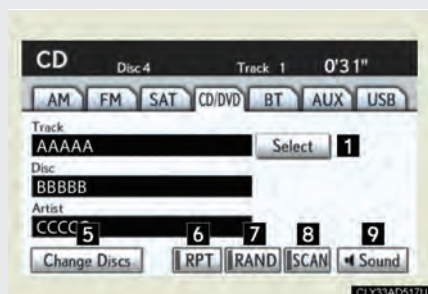 CD Disc 4 Track 1 0'31"
AM FM SAT CD/DVD BT AUX USB
Track
AAAAA Select 1
Disc
BBBBB
Artist
5 6 7 8 9
Change Discs RPT RAND SCAN Sound
CLY33AD517U